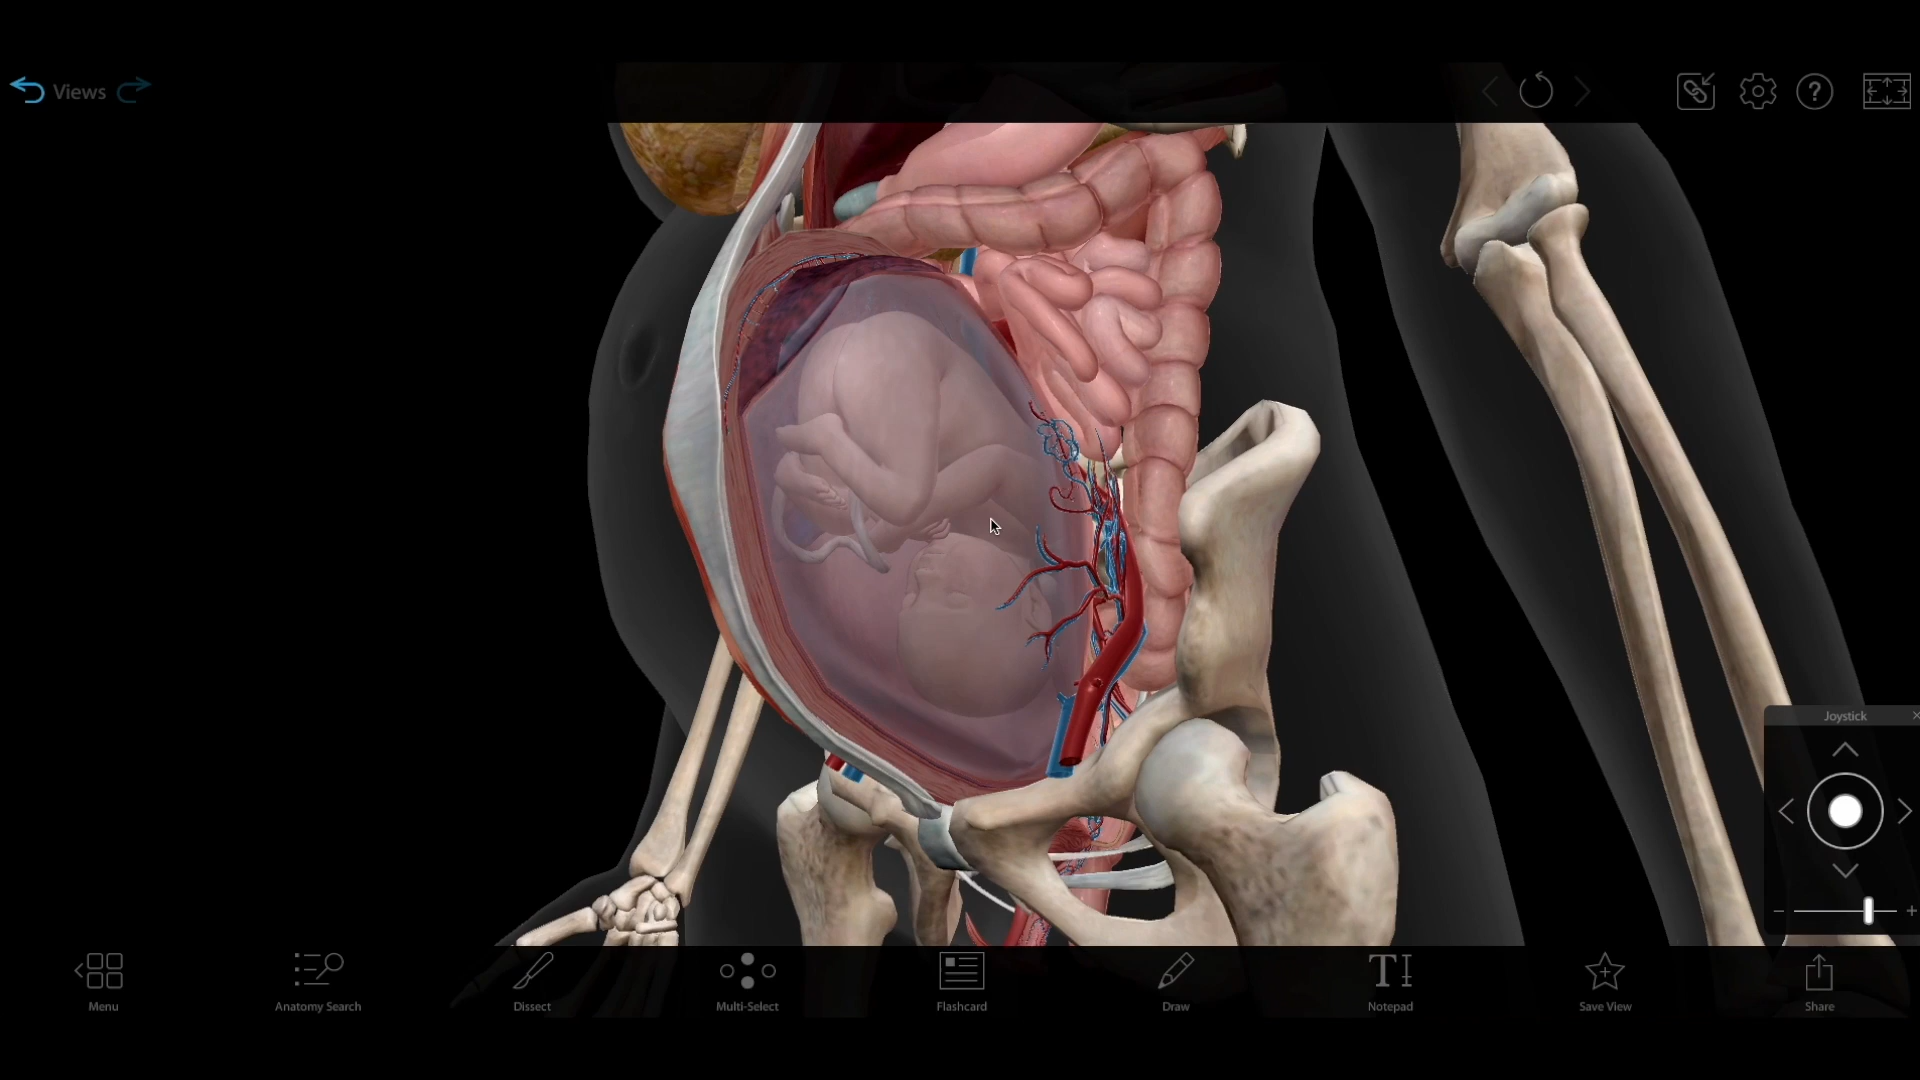 Views
?
Joystick
Menu
Anatomy Search
Dissect
Multi-Select
Flashcard
Draw
Notepad
Save View
Share